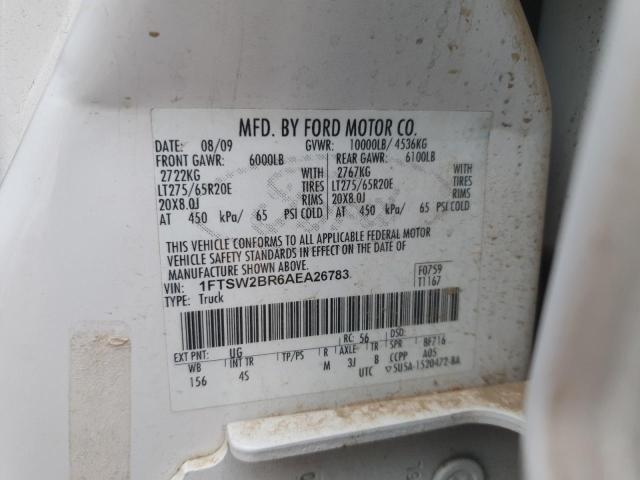 MFD. BY FORD MOTOR CO.
DATE: 08/09 GVWR: 10000LB/ 4536KG
FRONT GAWR: 6000LB REAR GAWR: 6100LB
2722KG WITH 2767KG WITH
LT275/65R20E TIRES LT275/65R20E TIRES
20X8.0J RIMS 20X8.0J RIMS
AT 450 kPa/ 65 PSI COLD AT 450 kPa/ 65 PSI COLD
THIS VEHICLE CONFORMS TO ALL APPLICABLE FEDERAL MOTOR
VEHICLE SAFETY STANDARDS IN EFFECT ON THE DATE OF
MANUFACTURE SHOWN ABOVE.
VIN: 1FTSW2BR6AEA26783 F0759
TYPE: Truck T1167
EXT PNT: UG RC: 56 DSO:
WB INT TR TP/PS R AXLE TR SPR BF716
156 4S M 3J B CCPP A05
UTC ▽5U5A-1520472-BA